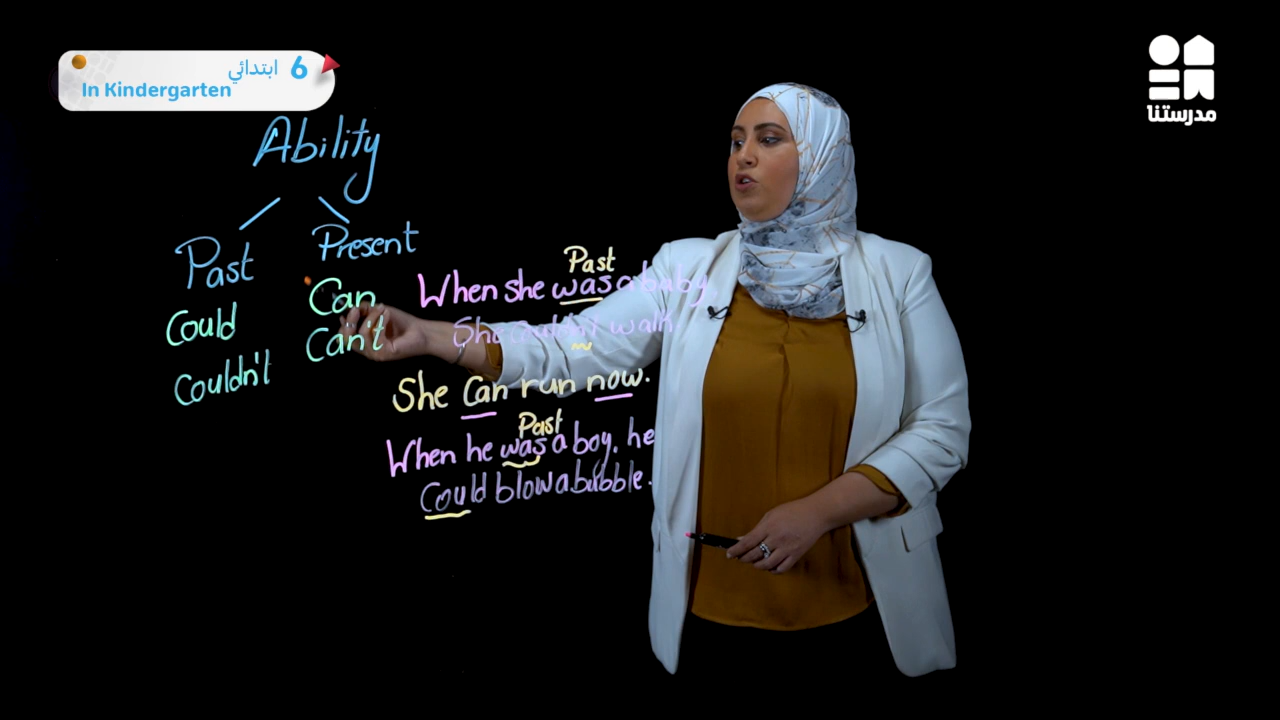 6 ابتدائي
In Kindergarten
مدرستنا
Ability
Past Present
Could Can
Couldn't Can't
Past
When she was a baby,
She couldn't walk.
She Can run now.
Past
When he was a boy, he
Could blow a bubble.